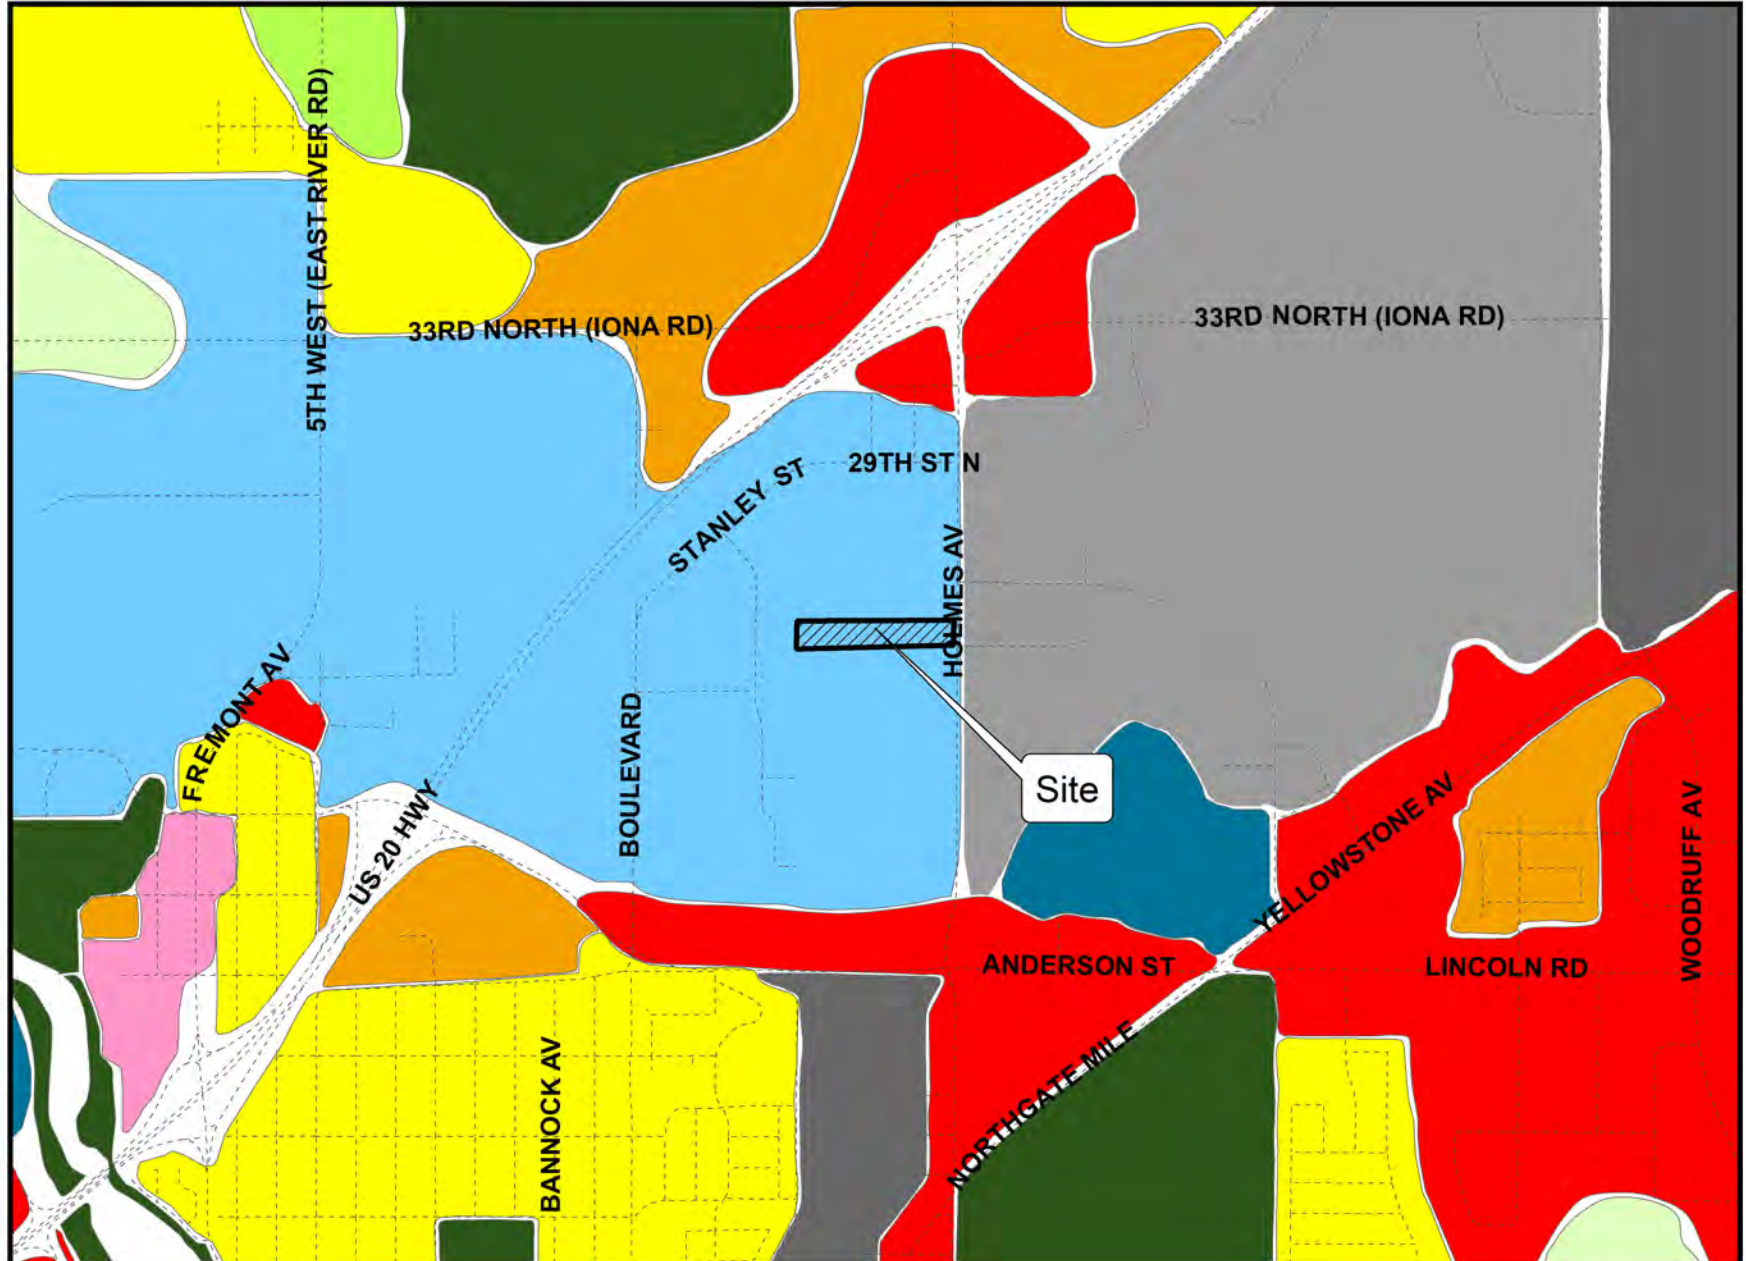 5TH WEST (EAST RIVER RD)
33RD NORTH (IONA RD)
33RD NORTH (IONA RD)
29TH ST N
STANLEY ST
HOLMES AV
FREMONT AV
BOULEVARD
US 20 HWY
Site
YELLOWSTONE AV
WOODRUFF AV
ANDERSON ST
LINCOLN RD
BANNOCK AV
NORTHGATE MILE